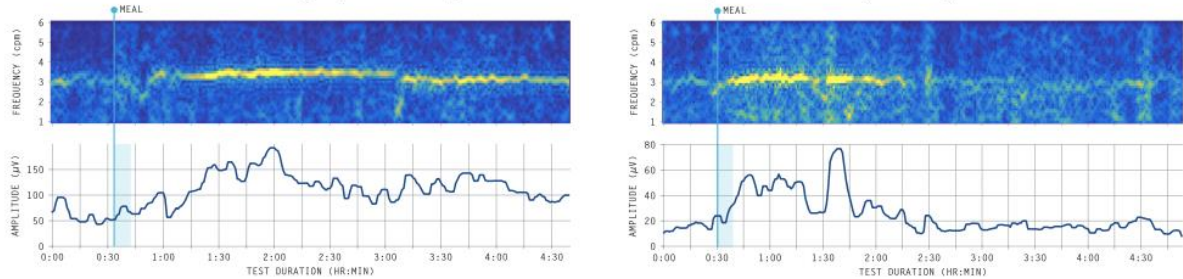 MEAL
FREQUENCY (cpm)
6
5
4
3
2
1
AMPLITUDE (µV)
150
100
50
0
0:00 0:30 1:00 1:30 2:00 2:30 3:00 3:30 4:00 4:30
TEST DURATION (HR:MIN)
MEAL
FREQUENCY (cpm)
6
5
4
3
2
1
AMPLITUDE (µV)
80
60
40
20
0
0:00 0:30 1:00 1:30 2:00 2:30 3:00 3:30 4:00 4:30
TEST DURATION (HR:MIN)